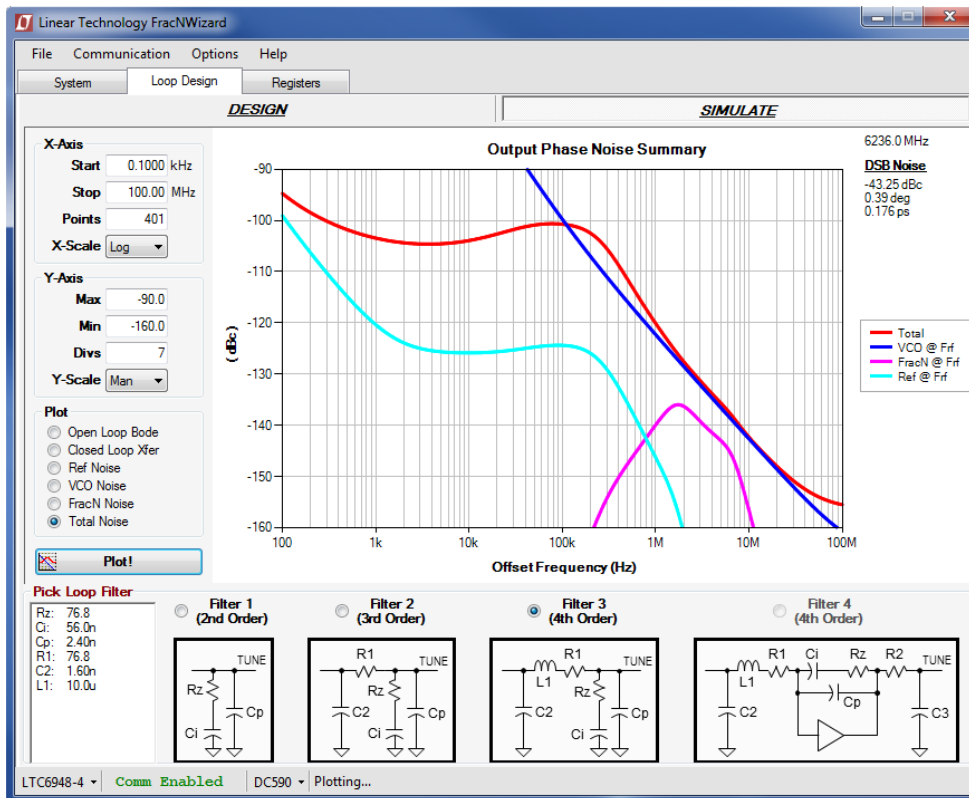 Linear Technology FracNWizard
File Communication Options Help
System Loop Design Registers
DESIGN SIMULATE
X-Axis
Start 0.1000 kHz
Stop 100.00 MHz
Points 401
X-Scale Log
Y-Axis
Max -90.0
Min -160.0
Divs 7
Y-Scale Man
Plot
Open Loop Bode
Closed Loop Xfer
Ref Noise
VCO Noise
FracN Noise
Total Noise
Plot!
Output Phase Noise Summary
-90
-100
-110
-120
-130
-140
-150
-160
( dBc)
100 1k 10k 100k 1M 10M 100M
Offset Frequency (Hz)
6236.0 MHz
DSB Noise
-43.25 dBc
0.39 deg
0.176 ps
Total
VCO @ Frf
FracN @ Frf
Ref @ Frf
Pick Loop Filter
Rz: 76.8
Ci: 56.0n
Cp: 2.40n
R1: 76.8
C2: 1.60n
L1: 10.0u
Filter 1
(2nd Order)
TUNE
Rz
Cp
Ci
Filter 2
(3rd Order)
R1 TUNE
Rz
C2 Cp
Ci
Filter 3
(4th Order)
R1 TUNE
L1 Rz
C2 Cp
Ci
Filter 4
(4th Order)
R1 Ci Rz R2 TUNE
L1
Cp
C2 C3
LTC6948-4 Comm Enabled DC590 Plotting...